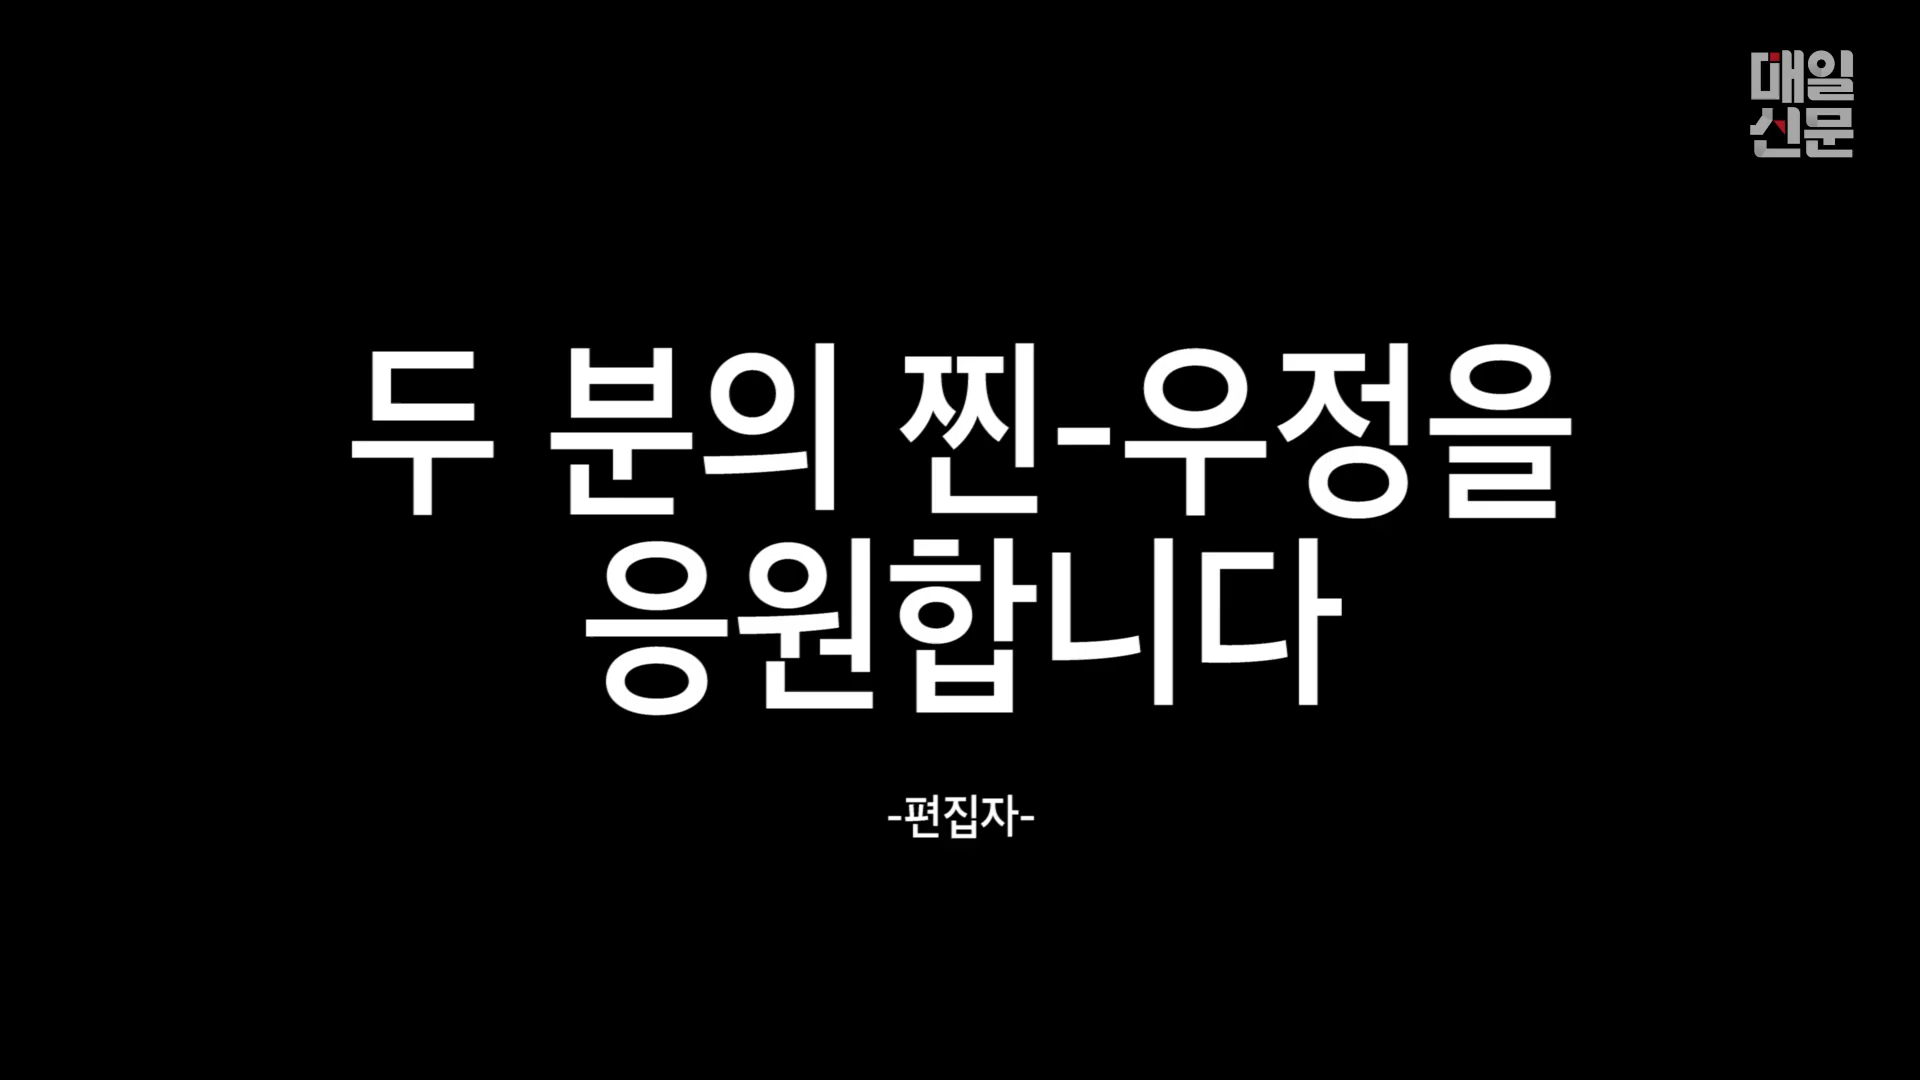 매일
신문
두 분의 찐-우정을
응원합니다
-편집자-